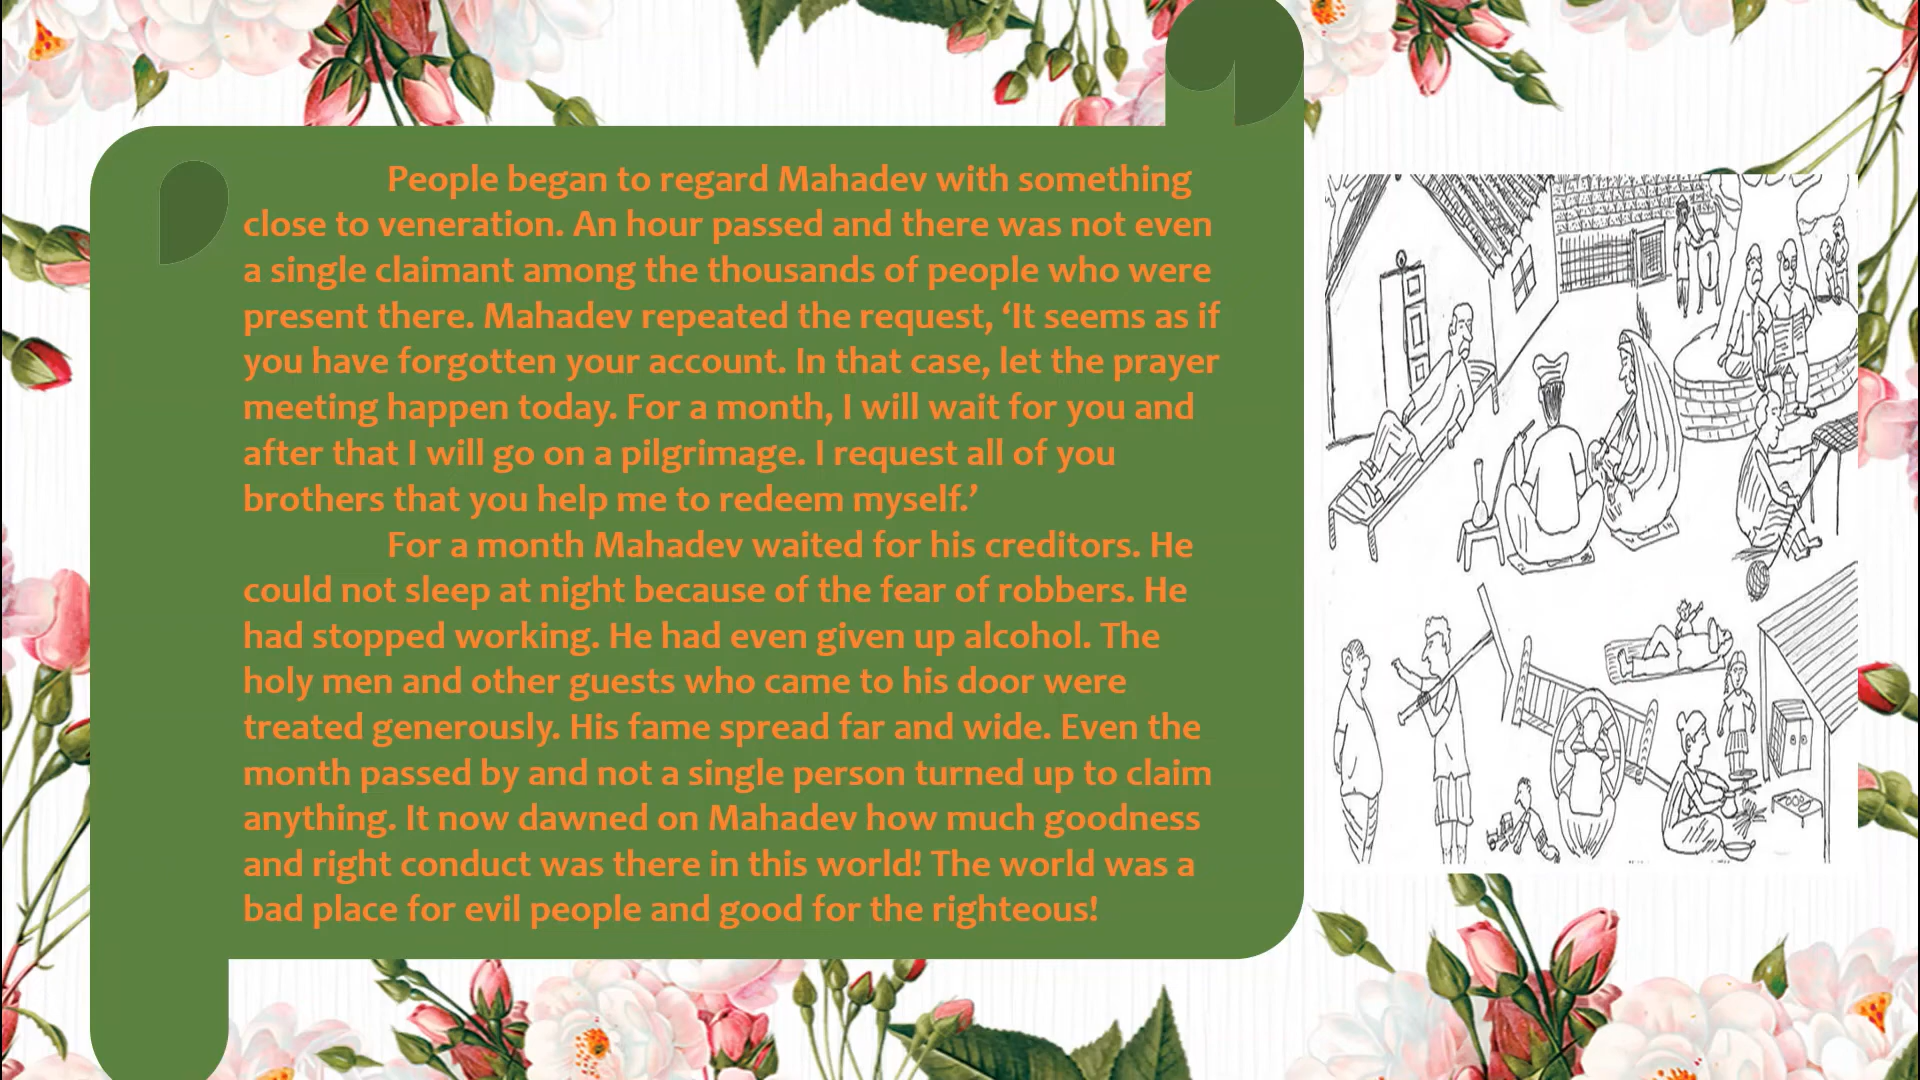 People began to regard Mahadev with something
close to veneration. An hour passed and there was not even
a single claimant among the thousands of people who were
present there. Mahadev repeated the request, ‘It seems as if
you have forgotten your account. In that case, let the prayer
meeting happen today. For a month, I will wait for you and
after that I will go on a pilgrimage. I request all of you
brothers that you help me to redeem myself.’
For a month Mahadev waited for his creditors. He
could not sleep at night because of the fear of robbers. He
had stopped working. He had even given up alcohol. The
holy men and other guests who came to his door were
treated generously. His fame spread far and wide. Even the
month passed by and not a single person turned up to claim
anything. It now dawned on Mahadev how much goodness
and right conduct was there in this world! The world was a
bad place for evil people and good for the righteous!